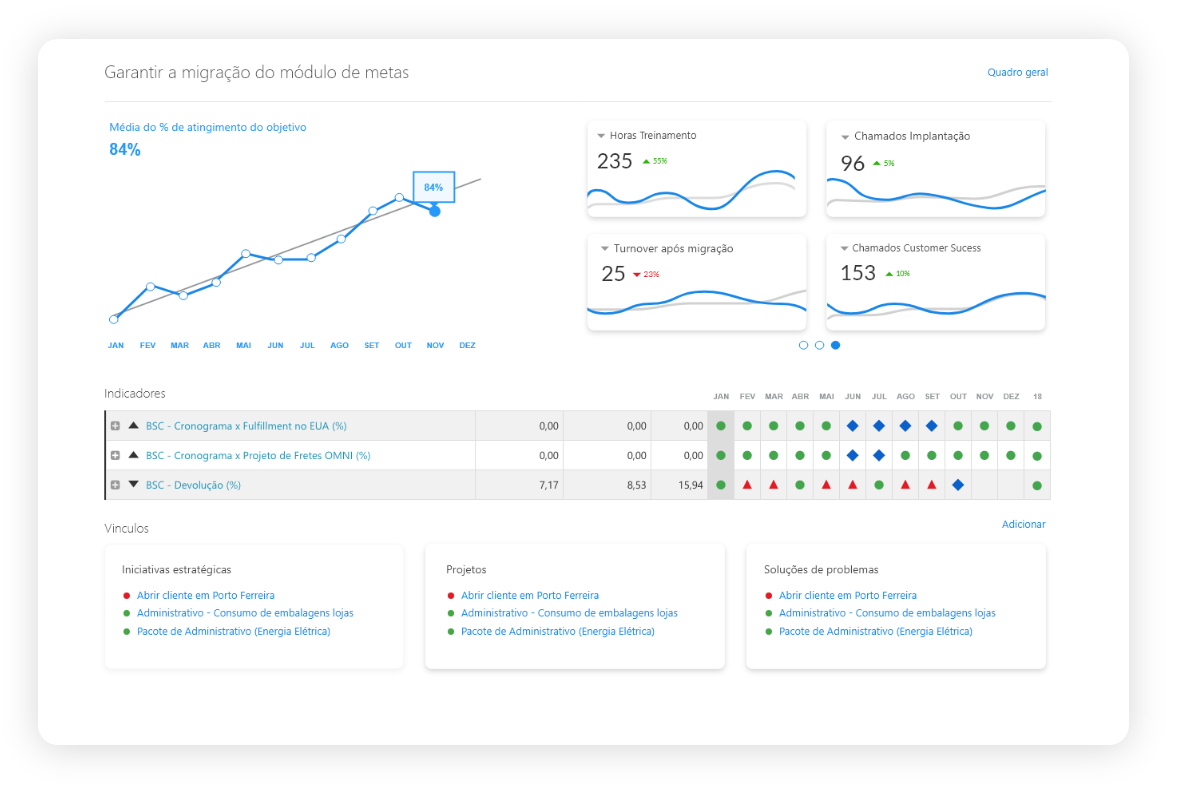 Garantir a migração do módulo de metas
Quadro geral
Média do % de atingimento do objetivo
84%
84%
JAN FEV MAR ABR MAI JUN JUL AGO SET OUT NOV DEZ
Horas Treinamento
235 55%
Chamados Implantação
96 5%
Turnover após migração
25 23%
Chamados Customer Sucess
153 10%
Indicadores
JAN FEV MAR ABR MAI JUN JUL AGO SET OUT NOV DEZ 18
BSC - Cronograma x Fulfillment no EUA (%) 0,00 0,00 0,00
BSC - Cronograma x Projeto de Fretes OMNI (%) 0,00 0,00 0,00
BSC - Devolução (%) 7,17 8,53 15,94
Vinculos
Adicionar
Iniciativas estratégicas
Abrir cliente em Porto Ferreira
Administrativo - Consumo de embalagens lojas
Pacote de Administrativo (Energia Elétrica)
Projetos
Abrir cliente em Porto Ferreira
Administrativo - Consumo de embalagens lojas
Pacote de Administrativo (Energia Elétrica)
Soluções de problemas
Abrir cliente em Porto Ferreira
Administrativo - Consumo de embalagens lojas
Pacote de Administrativo (Energia Elétrica)